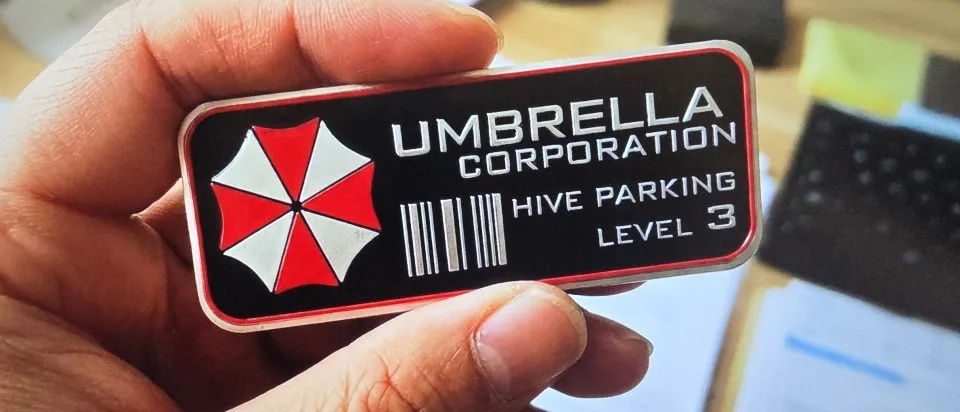 UMBRELLA
CORPORATION
HIVE PARKING
LEVEL 3